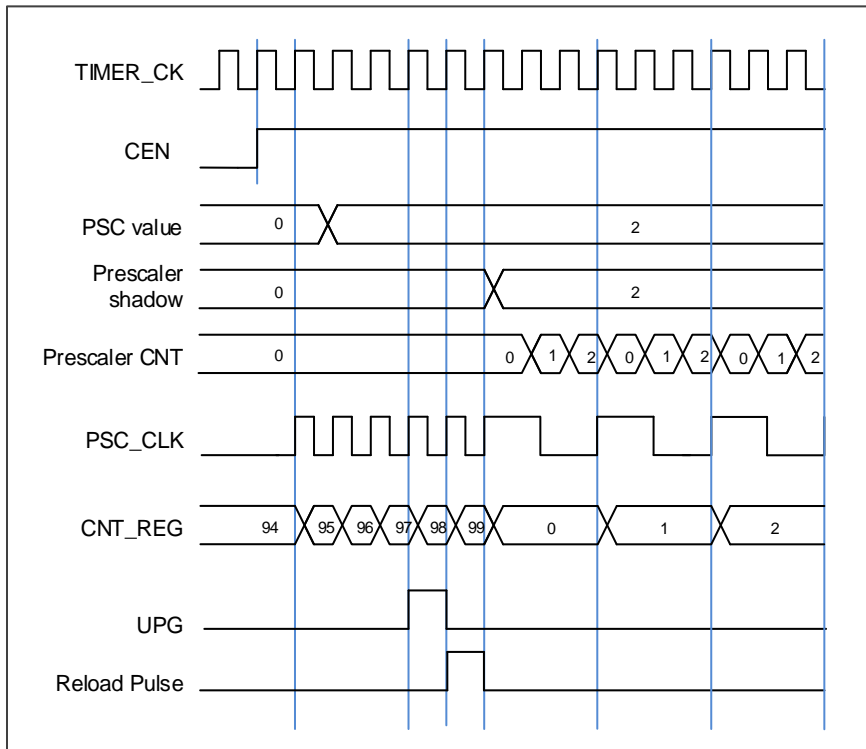 TIMER_CK
CEN
PSC value 0 2
Prescaler
shadow 0 2
Prescaler CNT 0 0 1 2 0 1 2 0 1 2
PSC_CLK
CNT_REG 94 95 96 97 98 99 0 1 2
UPG
Reload Pulse